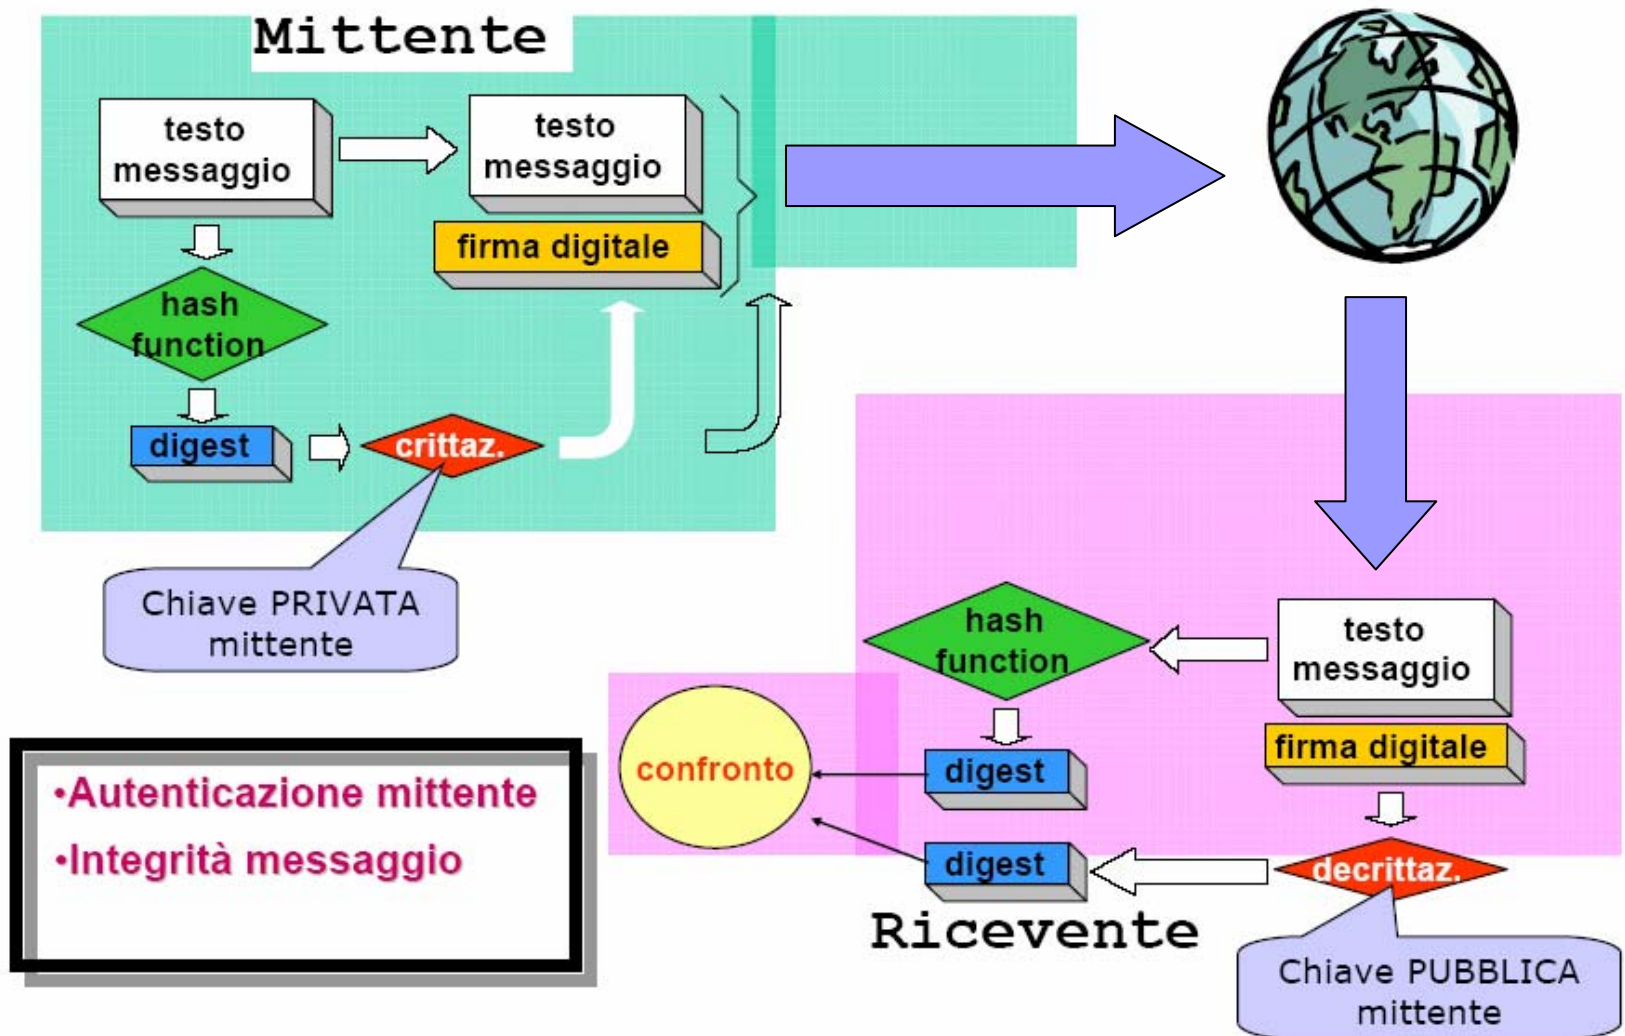 Mittente
testo
messaggio
testo
messaggio
firma digitale
hash
function
digest
crittaz.
Chiave PRIVATA
mittente
hash
function
testo
messaggio
firma digitale
confronto
digest
digest
decrittaz.
Ricevente
Chiave PUBBLICA
mittente
•Autenticazione mittente
•Integrità messaggio